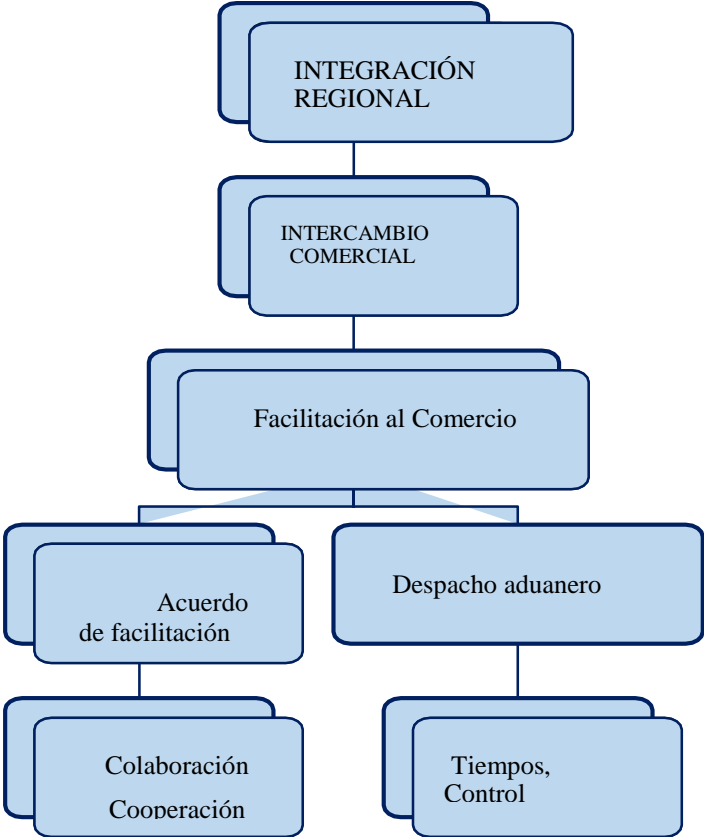 INTEGRACIÓN
REGIONAL
INTERCAMBIO
COMERCIAL
Facilitación al Comercio
Acuerdo
de facilitación
Despacho aduanero
Colaboración
Cooperación
Tiempos,
Control